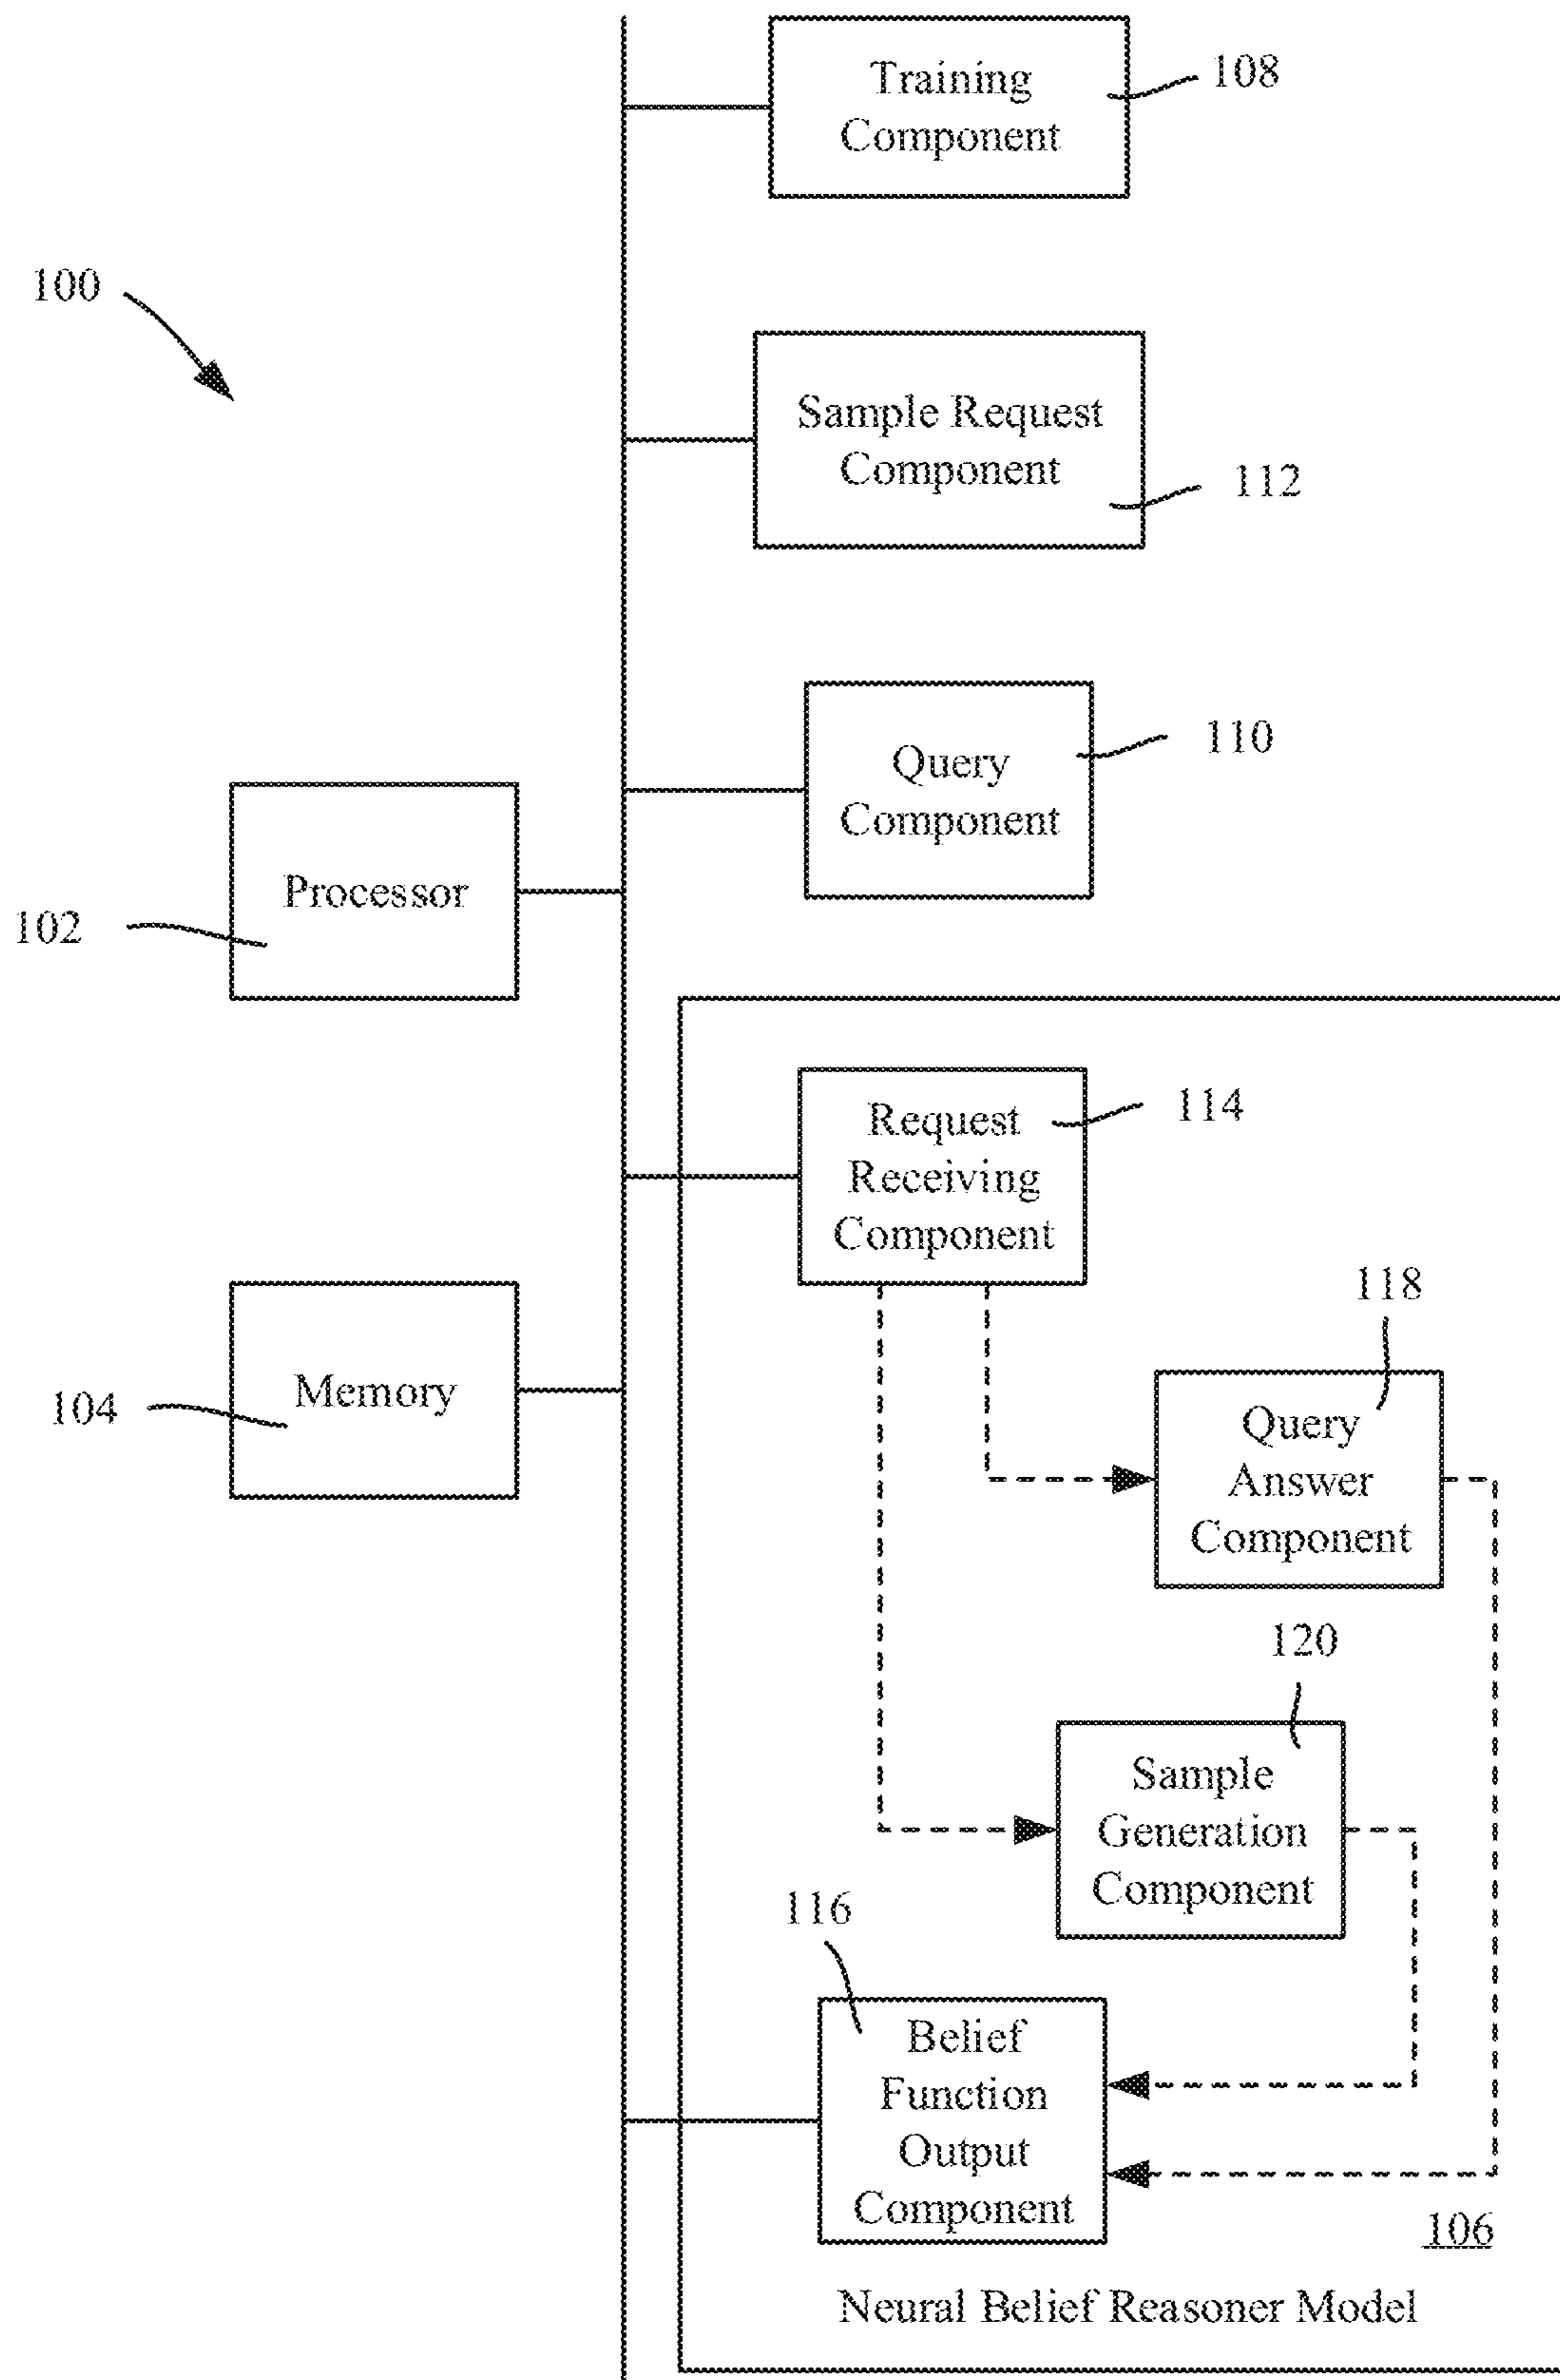 Training
Component
108
100
Sample Request
Component
112
Query
Component
110
Processor
102
Request
Receiving
Component
114
118
Memory
104
Query
Answer
Component
120
Sample
Generation
Component
116
Belief
Function
Output
Component
106
Neural Belief Reasoner Model